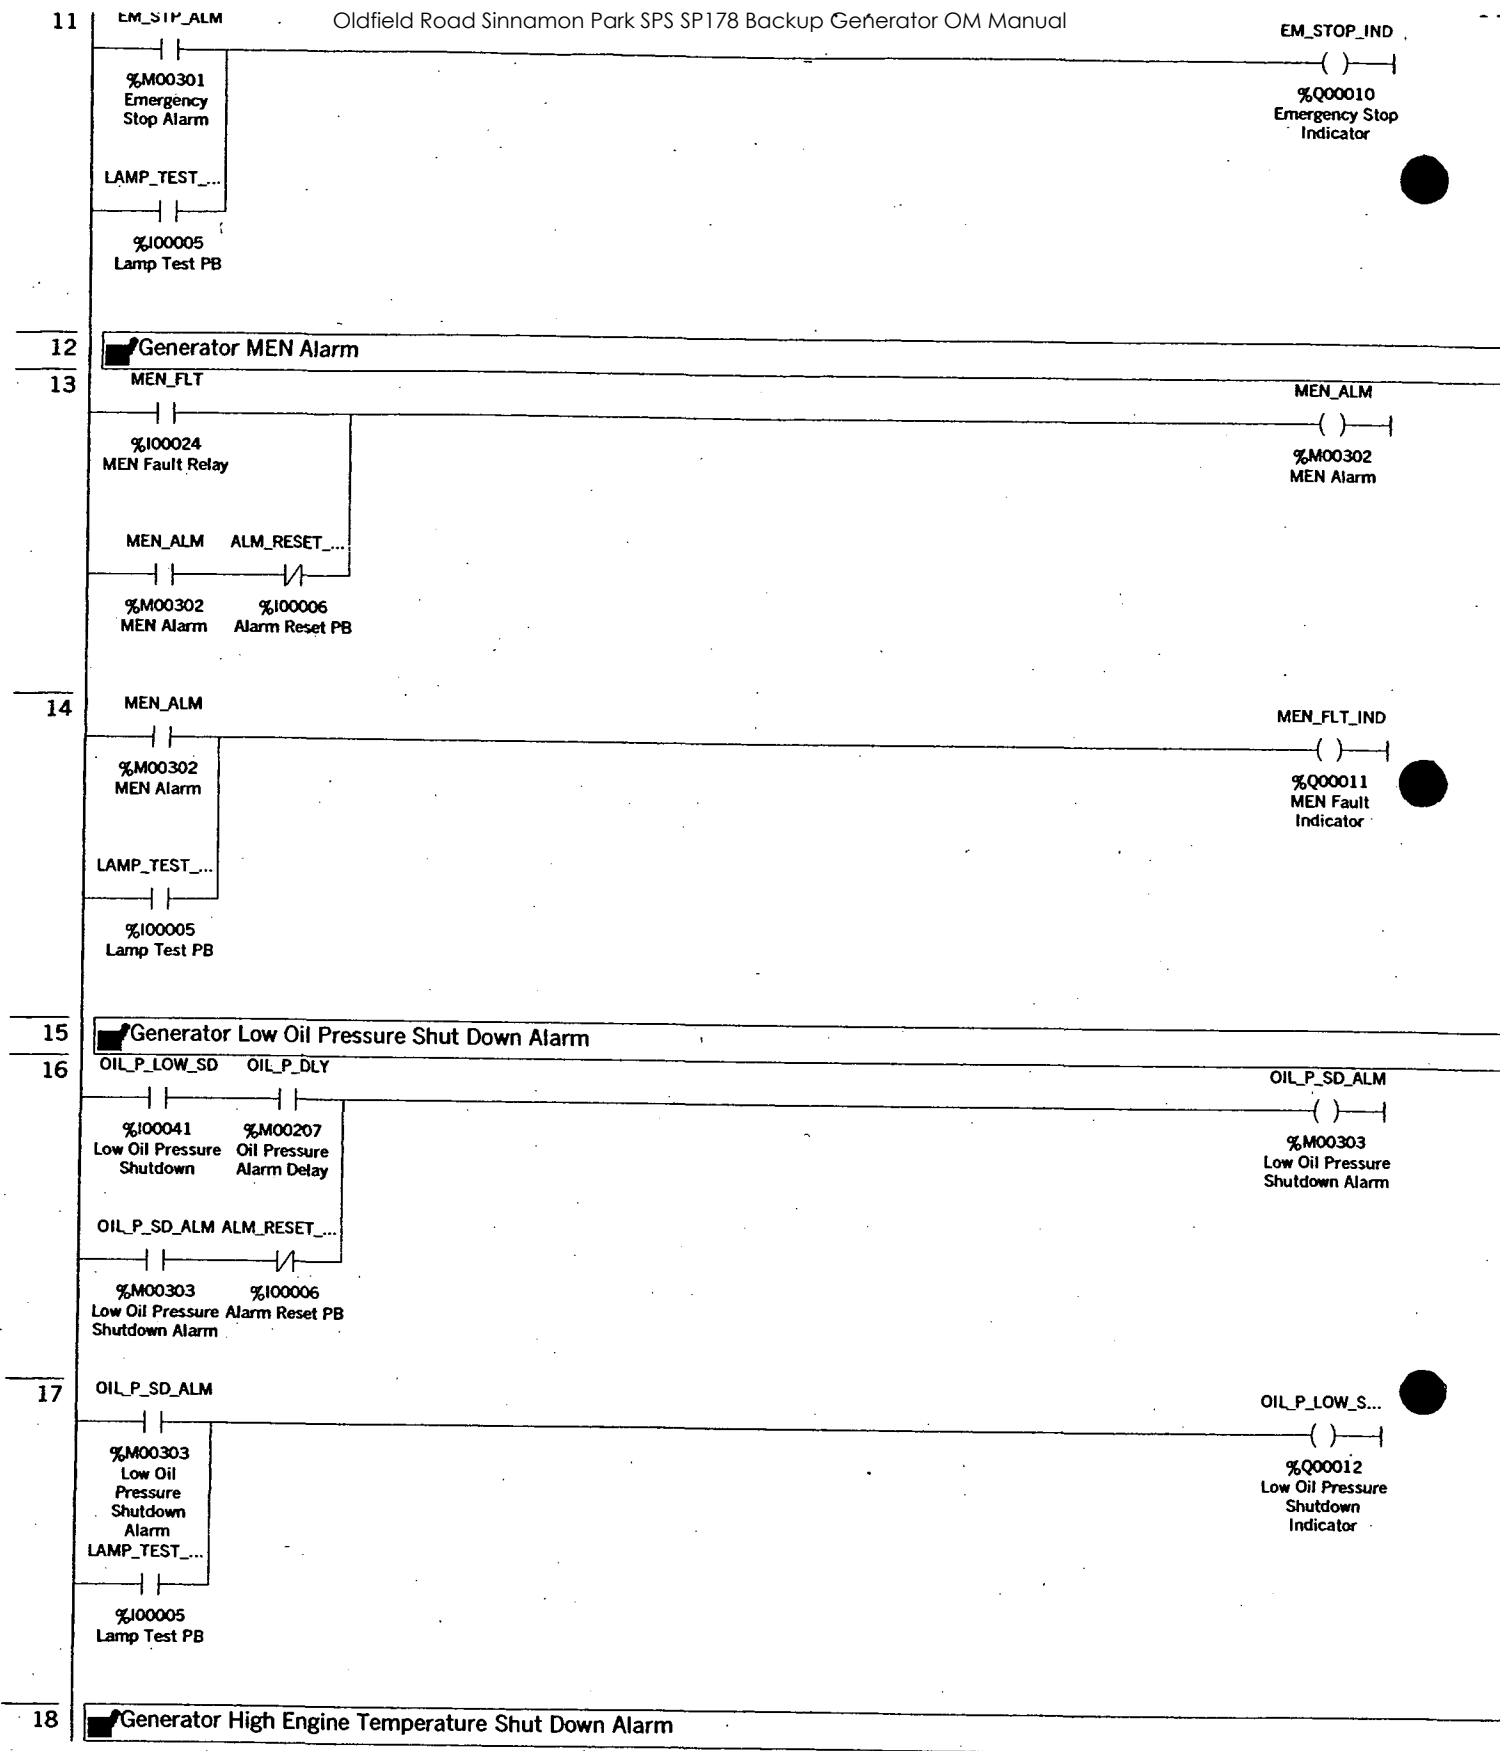 Oldfield Road Sinnamon Park SPS SP178 Backup Generator OM Manual
11
EM_STP_ALM
EM_STOP_IND
%M00301
Emergency
Stop Alarm
%Q00010
Emergency Stop
Indicator
LAMP_TEST_...
%I00005
Lamp Test PB
12
Generator MEN Alarm
13
MEN_FLT
MEN_ALM
%I00024
MEN Fault Relay
%M00302
MEN Alarm
MEN_ALM ALM_RESET_...
%M00302 %I00006
MEN Alarm Alarm Reset PB
14
MEN_ALM
MEN_FLT_IND
%M00302
MEN Alarm
%Q00011
MEN Fault
Indicator
LAMP_TEST_...
%I00005
Lamp Test PB
15
Generator Low Oil Pressure Shut Down Alarm
16
OIL_P_LOW_SD OIL_P_DLY
OIL_P_SD_ALM
%I00041 %M00207
Low Oil Pressure Oil Pressure
Shutdown Alarm Delay
%M00303
Low Oil Pressure
Shutdown Alarm
OIL_P_SD_ALM ALM_RESET_...
%M00303 %I00006
Low Oil Pressure Alarm Reset PB
Shutdown Alarm
17
OIL_P_SD_ALM
OIL_P_LOW_S...
%M00303
Low Oil
Pressure
Shutdown
Alarm
%Q00012
Low Oil Pressure
Shutdown
Indicator
LAMP_TEST_...
%I00005
Lamp Test PB
18
Generator High Engine Temperature Shut Down Alarm